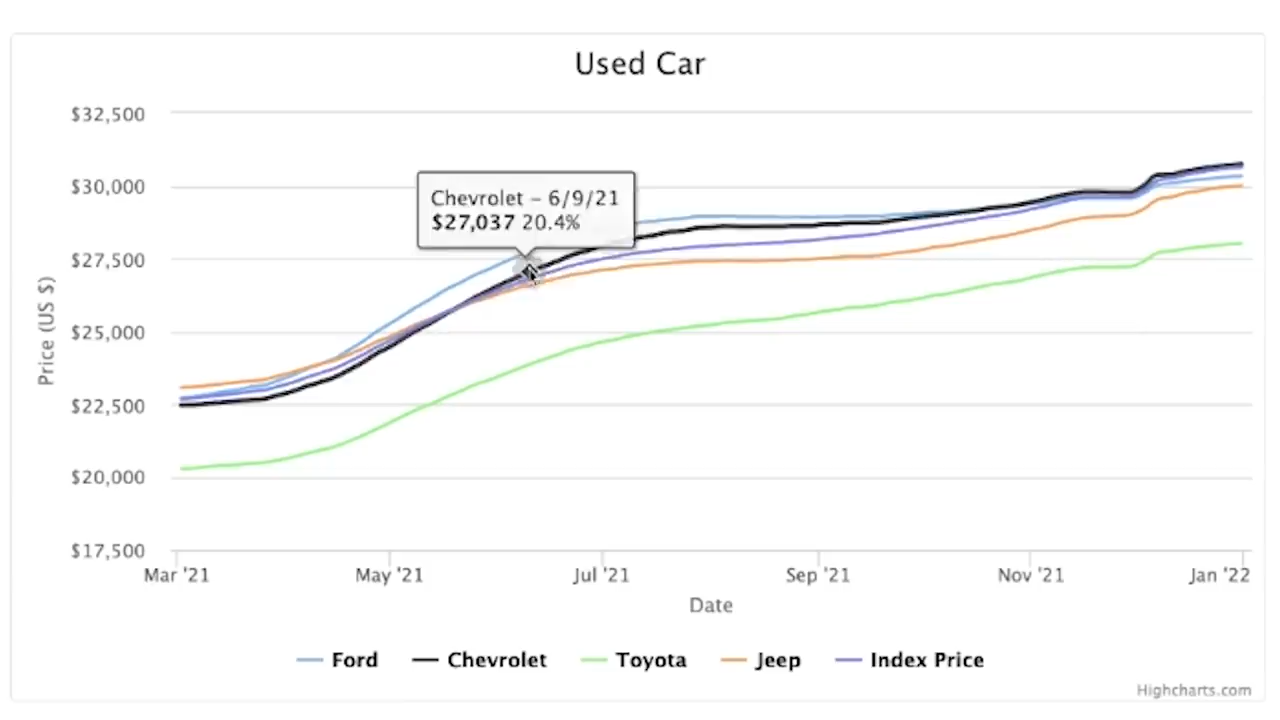 Used Car
$32,500
$30,000
$27,500
$25,000
$22,500
$20,000
$17,500
Price (US $)
Chevrolet – 6/9/21
$27,037 20.4%
Mar '21 May '21 Jul '21 Sep '21 Nov '21 Jan '22
Date
Ford Chevrolet Toyota Jeep Index Price
Highcharts.com